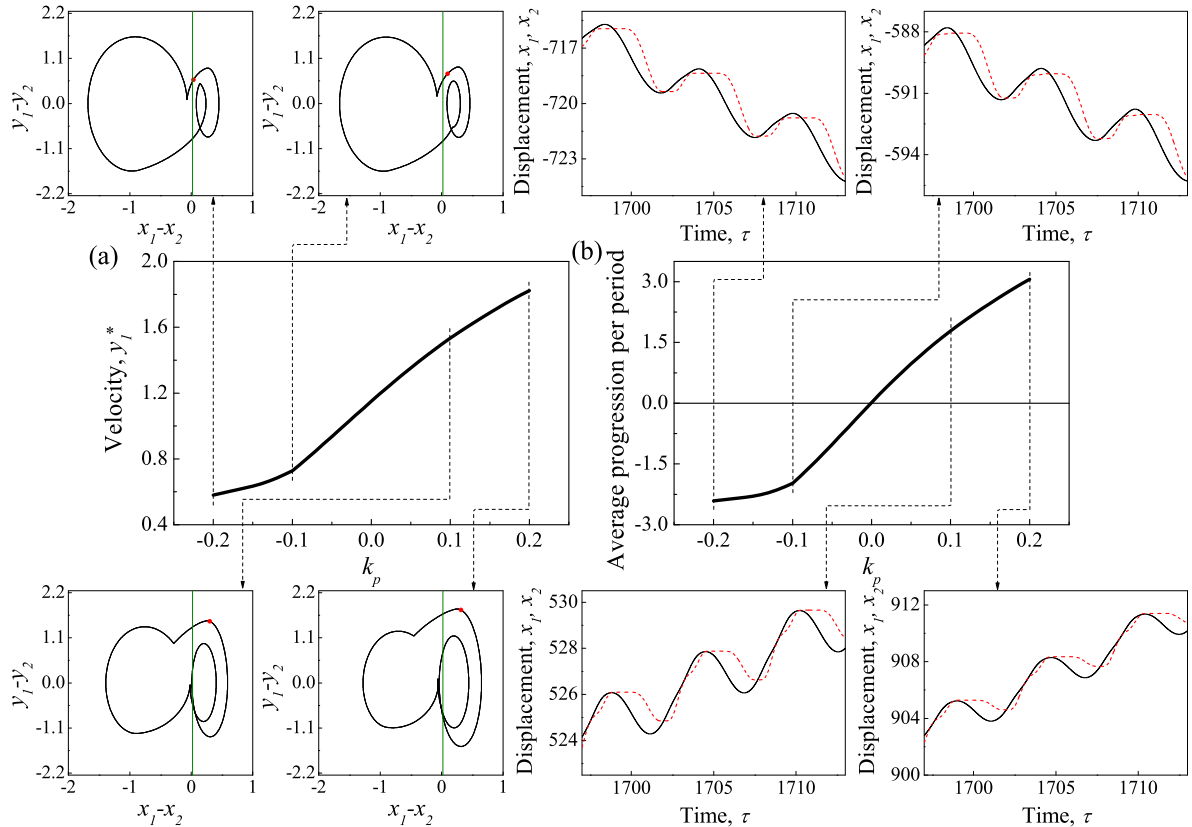 2.2
1.1
0.0
-1.1
-2.2
y1-y2
-2 -1 0 1
x1-x2
2.2
1.1
0.0
-1.1
-2.2
y1-y2
-2 -1 0 1
x1-x2
Displacement, x1, x2
-717
-720
-723
1700 1705 1710
Time, τ
Displacement, x1, x2
-588
-591
-594
1700 1705 1710
Time, τ
(a)
2.0
1.6
1.2
0.8
0.4
Velocity, y1*
-0.2 -0.1 0.0 0.1 0.2
kp
(b)
3.0
1.5
0.0
-1.5
-3.0
Average progression per period
-0.2 -0.1 0.0 0.1 0.2
kp
2.2
1.1
0.0
-1.1
-2.2
y1-y2
-2 -1 0 1
x1-x2
2.2
1.1
0.0
-1.1
-2.2
y1-y2
-2 -1 0 1
x1-x2
Displacement, x1, x2
530
528
526
524
1700 1705 1710
Time, τ
Displacement, x1, x2
912
908
904
900
1700 1705 1710
Time, τ